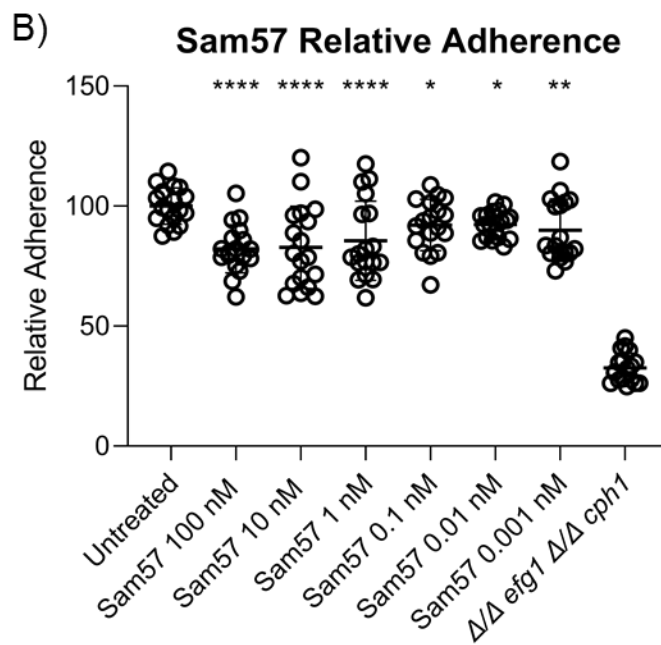 B)
Sam57 Relative Adherence
150
**** **** **** * * **
100
50
0
Relative Adherence
Untreated
Sam57 100 nM
Sam57 10 nM
Sam57 1 nM
Sam57 0.1 nM
Sam57 0.01 nM
Sam57 0.001 nM
Δ/Δ efg1 Δ/Δ cph1